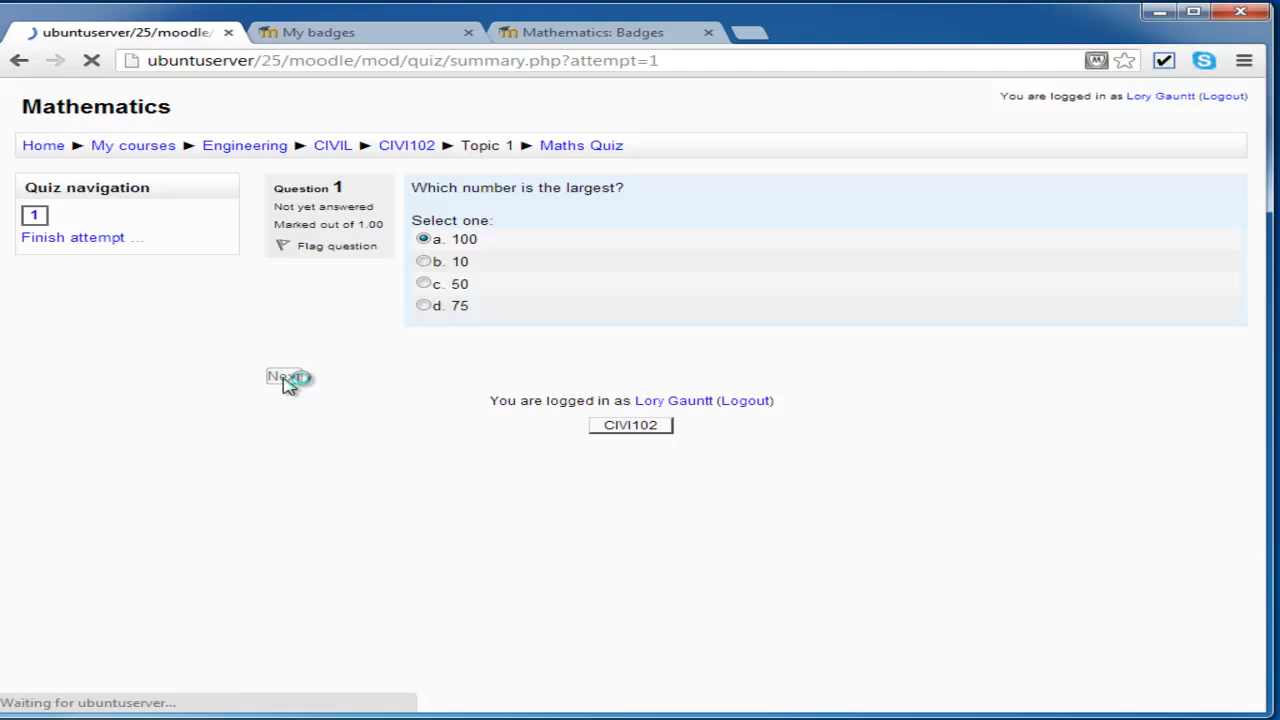 ubuntuserver/25/moodle/
My badges
Mathematics: Badges
ubuntuserver/25/moodle/mod/quiz/summary.php?attempt=1
Mathematics
You are logged in as Lory Gauntt (Logout)
Home ► My courses ► Engineering ► CIVIL ► CIVI102 ► Topic 1 ► Maths Quiz
Quiz navigation
1
Finish attempt ...
Question 1
Not yet answered
Marked out of 1.00
Flag question
Which number is the largest?
Select one:
a. 100
b. 10
c. 50
d. 75
Next
You are logged in as Lory Gauntt (Logout)
CIVI102
Waiting for ubuntuserver...